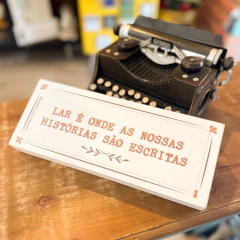 LAR É ONDE AS NOSSAS
HISTÓRIAS SÃO ESCRITAS